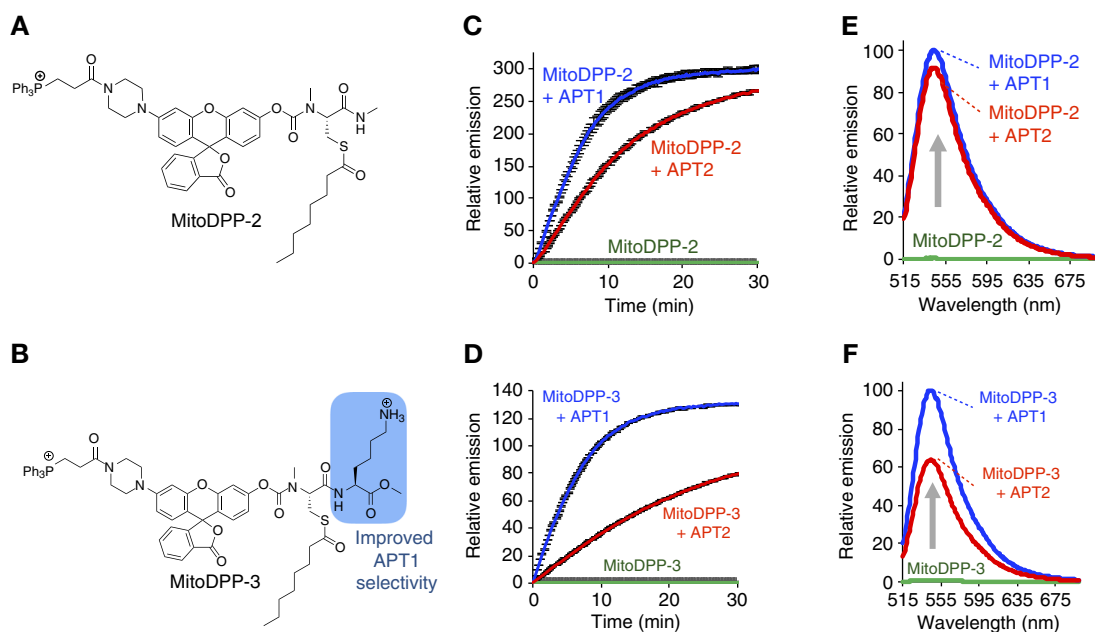 A
⊕
Ph3P
O
N
N
O
O
N
O
O
N
H
O
O
S
O
MitoDPP-2
B
⊕
NH3
⊕
Ph3P
O
N
N
O
O
N
O
O
N
H
O
O
O
O
S
O
MitoDPP-3
Improved
APT1
selectivity
C
Relative emission
300
250
200
150
100
50
0
MitoDPP-2
+ APT1
MitoDPP-2
+ APT2
MitoDPP-2
0 10 20 30
Time (min)
D
Relative emission
140
120
100
80
60
40
20
0
MitoDPP-3
+ APT1
MitoDPP-3
+ APT2
MitoDPP-3
0 10 20 30
Time (min)
E
Relative emission
100
80
60
40
20
0
MitoDPP-2
+ APT1
MitoDPP-2
+ APT2
MitoDPP-2
515 555 595 635 675
Wavelength (nm)
F
Relative emission
100
80
60
40
20
0
MitoDPP-3
+ APT1
MitoDPP-3
+ APT2
MitoDPP-3
515 555 595 635 675
Wavelength (nm)